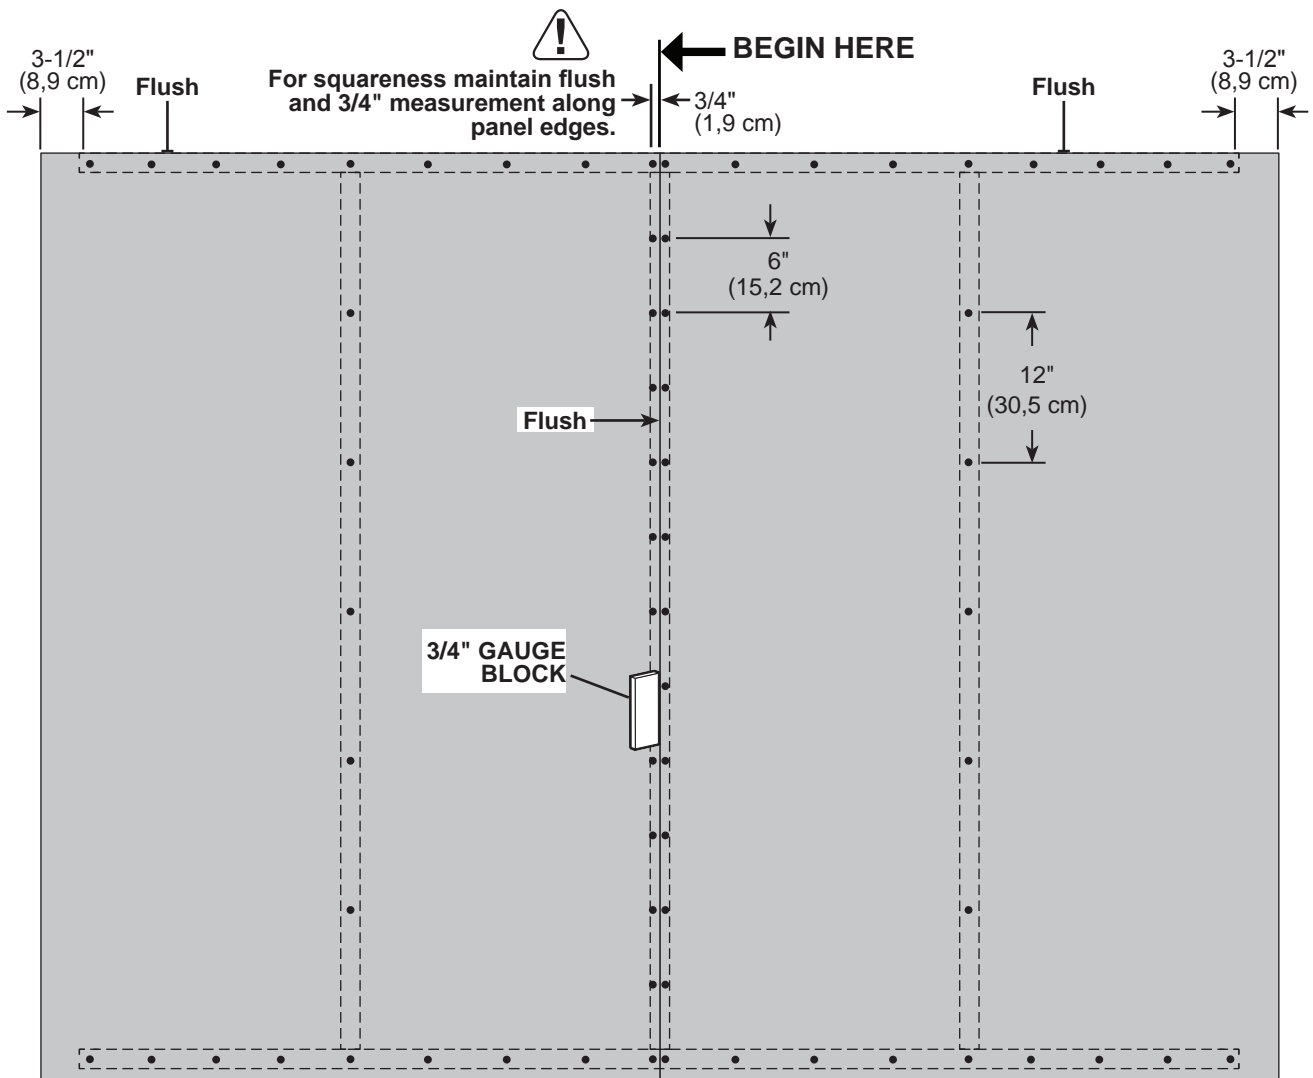 3-1/2"
(8,9 cm)
Flush
For squareness maintain flush
and 3/4" measurement along
panel edges.
BEGIN HERE
3/4"
(1,9 cm)
Flush
3-1/2"
(8,9 cm)
6"
(15,2 cm)
12"
(30,5 cm)
Flush
3/4" GAUGE
BLOCK